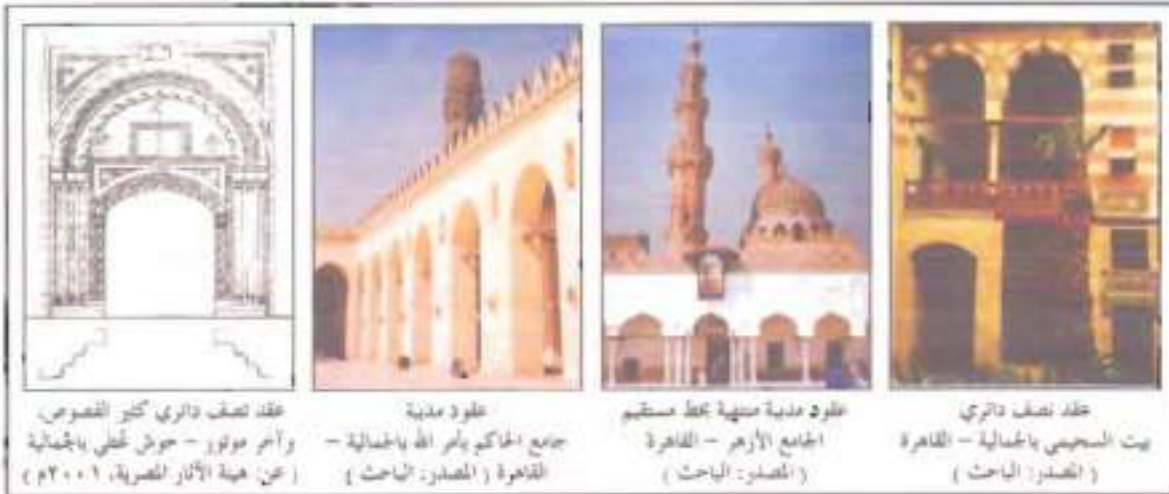 عقد نصف دائري
بيت السحيمي بالجمالية – القاهرة
( المصدر: الباحث )
عقود مدببة منتهية بخط مستقيم
الجامع الأزهر – القاهرة
( المصدر: الباحث )
عقود مدببة
جامع الحاكم بأمر الله بالجمالية –
القاهرة ( المصدر: الباحث )
عقد نصف دائري كثير الفصوص،
وآخر موتور – حوش عُطى بالجمالية
( عن: هيئة الآثار المصرية، ٢٠٠١م )